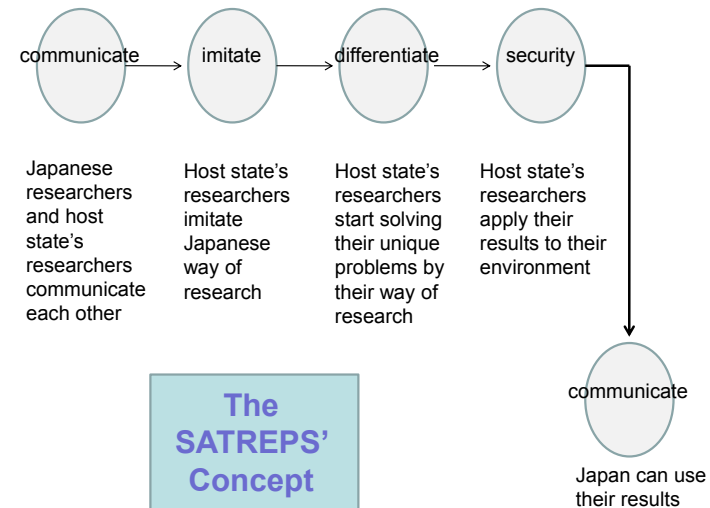 communicate
imitate
differentiate
security
Japanese
researchers
and host
state's
researchers
communicate
each other
Host state's
researchers
imitate
Japanese
way of
research
Host state's
researchers
start solving
their unique
problems by
their way of
research
Host state's
researchers
apply their
results to their
environment
communicate
Japan can use
their results
The
SATREPS'
Concept